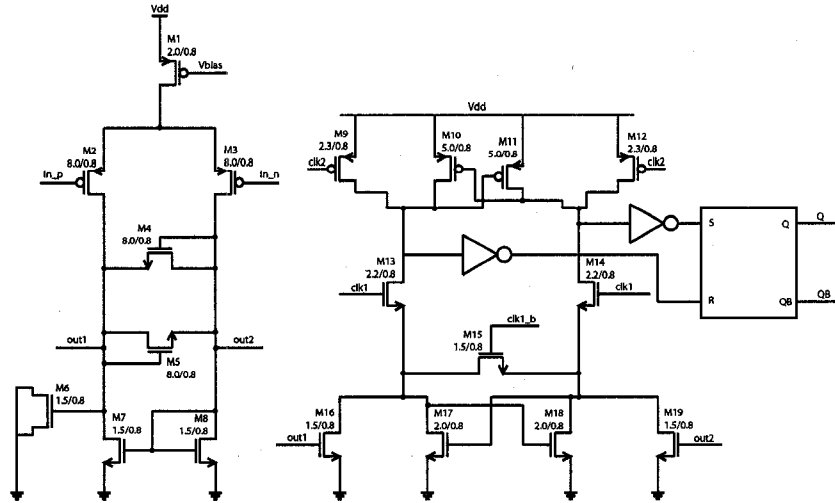 Vdd
M1
2.0/0.8
Vbias
M2
8.0/0.8
M3
8.0/0.8
in_p
in_n
M4
8.0/0.8
out1
out2
M5
8.0/0.8
M6
1.5/0.8
M7
1.5/0.8
M8
1.5/0.8
Vdd
M9
2.3/0.8
M10
5.0/0.8
M11
5.0/0.8
M12
2.3/0.8
clk2
clk2
S
Q
Q
M13
2.2/0.8
M14
2.2/0.8
clk1
clk1
R
QB
QB
clk1_b
M15
1.5/0.8
M16
1.5/0.8
M17
2.0/0.8
M18
2.0/0.8
M19
1.5/0.8
out1
out2